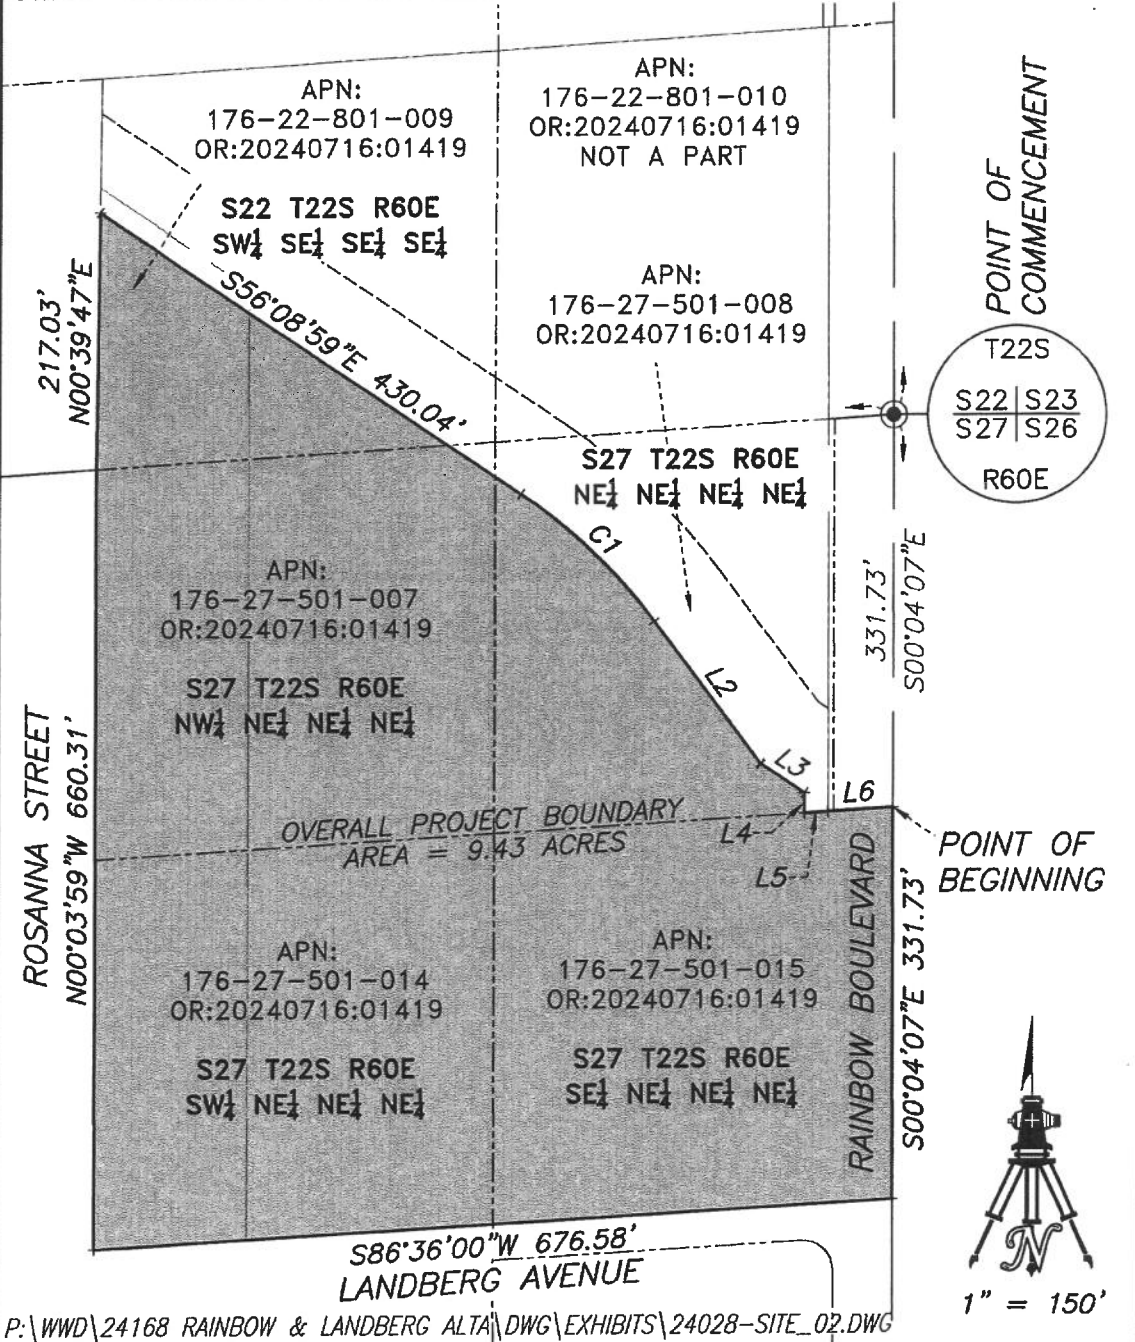 APN:
176-22-801-009
OR:20240716:01419
APN:
176-22-801-010
OR:20240716:01419
NOT A PART
POINT OF
COMMENCEMENT
S22 T22S R60E
SW¼ SE¼ SE¼ SE¼
217.03'
N00°39'47"E
S56°08'59"E 430.04'
APN:
176-27-501-008
OR:20240716:01419
T22S
S22 S23
S27 S26
R60E
S27 T22S R60E
NE¼ NE¼ NE¼ NE¼
C1
331.73'
S00°04'07"E
APN:
176-27-501-007
OR:20240716:01419
S27 T22S R60E
NW¼ NE¼ NE¼ NE¼
L2
L3
L6
L4
L5
ROSANNA STREET
N00°03'59"W 660.31'
OVERALL PROJECT BOUNDARY
AREA = 9.43 ACRES
POINT OF
BEGINNING
APN:
176-27-501-014
OR:20240716:01419
S27 T22S R60E
SW¼ NE¼ NE¼ NE¼
APN:
176-27-501-015
OR:20240716:01419
S27 T22S R60E
SE¼ NE¼ NE¼ NE¼
RAINBOW BOULEVARD
S00°04'07"E 331.73'
S86°36'00"W 676.58'
LANDBERG AVENUE
N
1" = 150'
P:\WWD\24168 RAINBOW & LANDBERG ALTA\DWG\EXHIBITS\24028-SITE_02.DWG